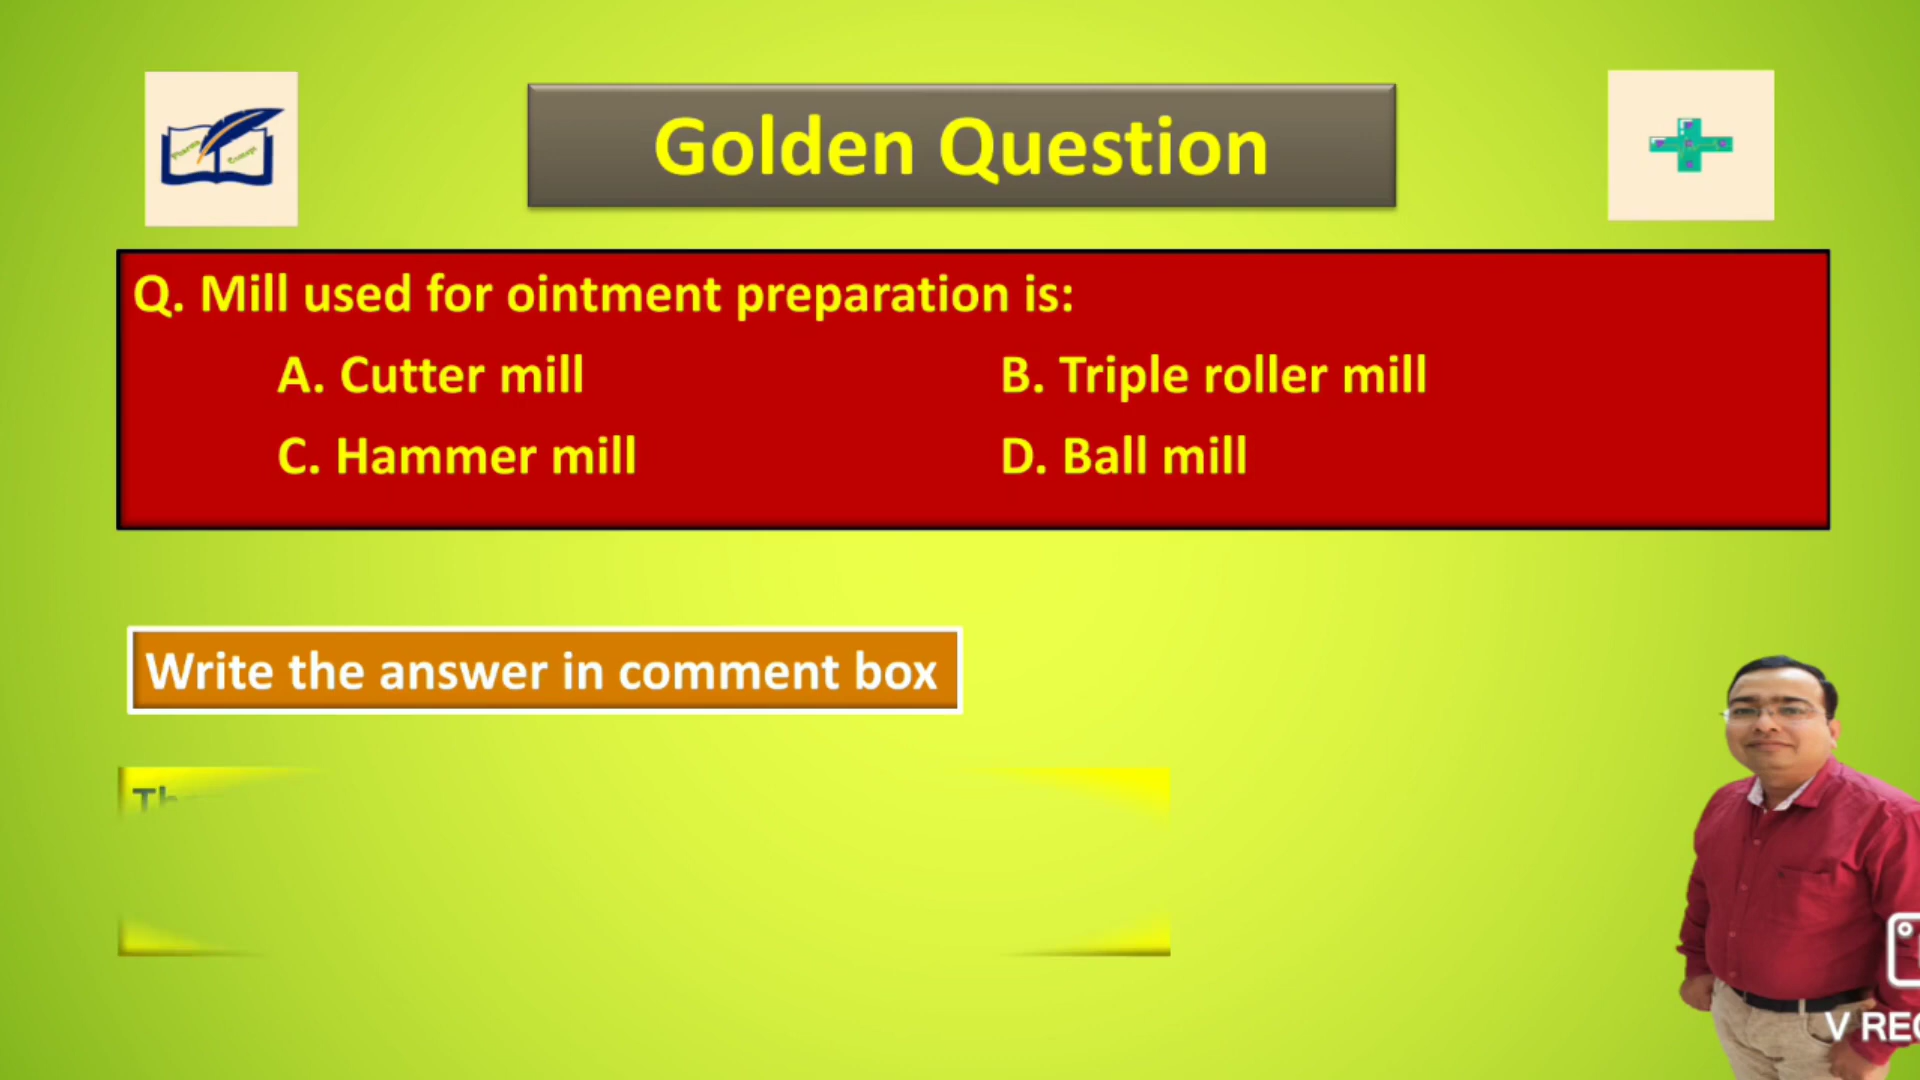 Golden Question
Q. Mill used for ointment preparation is:
A. Cutter mill
B. Triple roller mill
C. Hammer mill
D. Ball mill
Write the answer in comment box